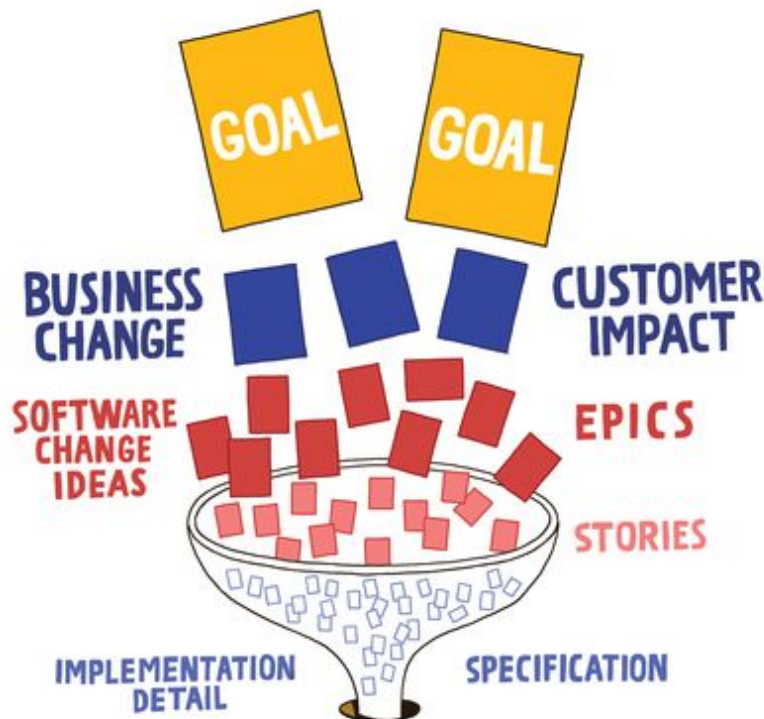 GOAL
GOAL
BUSINESS
CHANGE
CUSTOMER
IMPACT
SOFTWARE
CHANGE
IDEAS
EPICS
STORIES
IMPLEMENTATION
DETAIL
SPECIFICATION